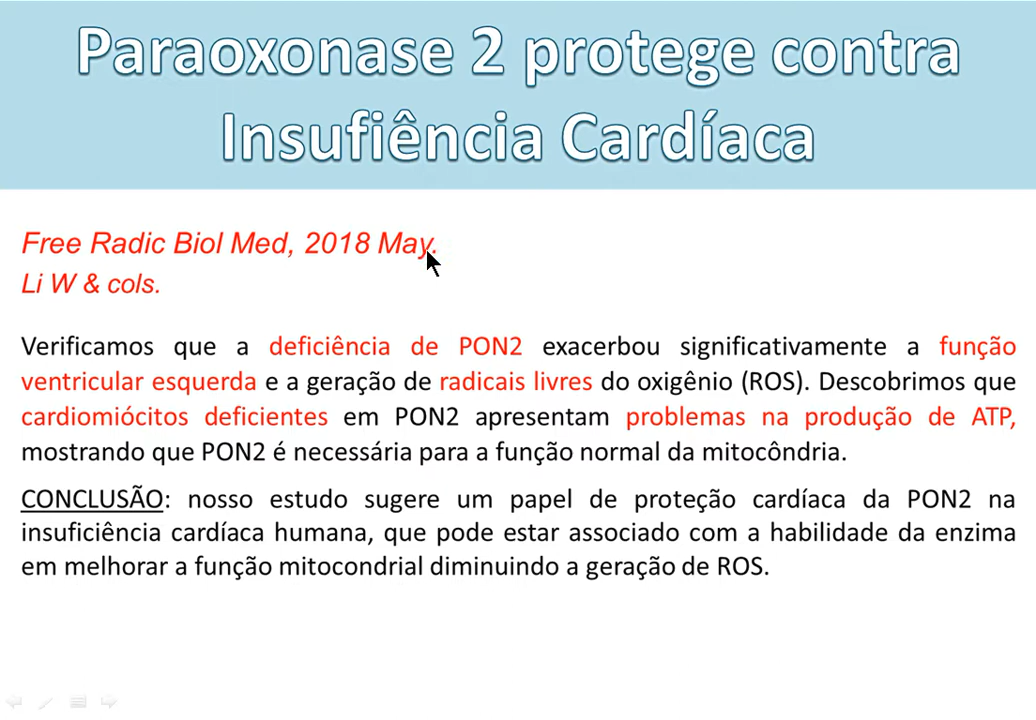 Paraoxonase 2 protege contra
Insufiência Cardíaca
Free Radic Biol Med, 2018 May.
Li W & cols.
Verificamos que a deficiência de PON2 exacerbou significativamente a função
ventricular esquerda e a geração de radicais livres do oxigênio (ROS). Descobrimos que
cardiomiócitos deficientes em PON2 apresentam problemas na produção de ATP,
mostrando que PON2 é necessária para a função normal da mitocôndria.
CONCLUSÃO: nosso estudo sugere um papel de proteção cardíaca da PON2 na
insuficiência cardíaca humana, que pode estar associado com a habilidade da enzima
em melhorar a função mitocondrial diminuindo a geração de ROS.